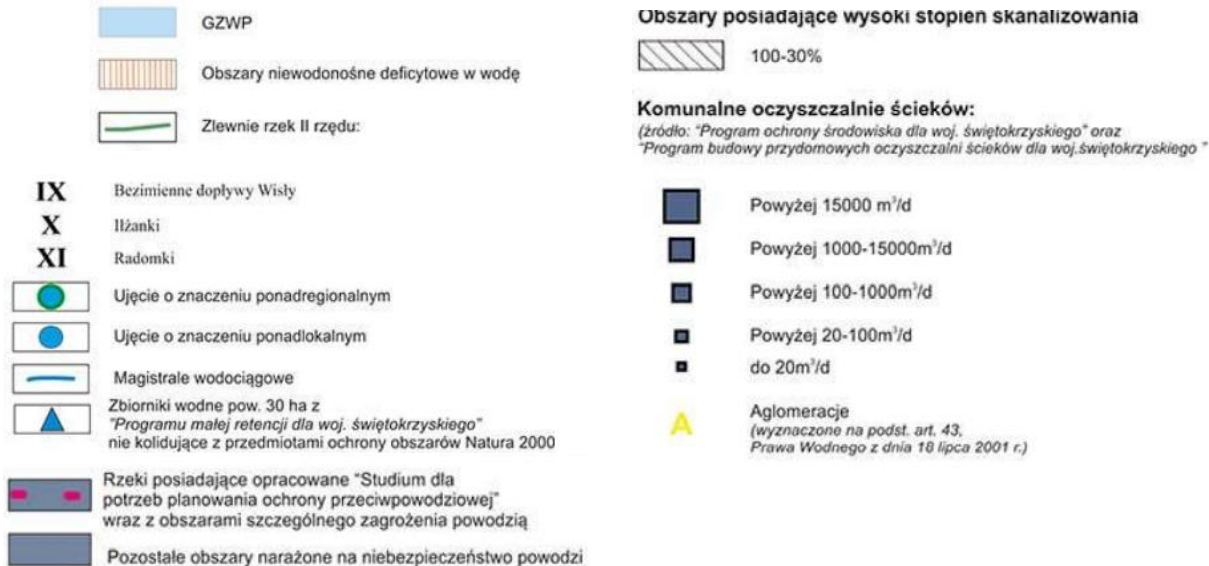 GZWP
Obszary niewodonośne deficytowe w wodę
Zlewnie rzek II rzędu:
IX Bezimienne dopływy Wisły
X Iłżanki
XI Radomki
Ujęcie o znaczeniu ponadregionalnym
Ujęcie o znaczeniu ponadlokalnym
Magistrale wodociągowe
Zbiorniki wodne pow. 30 ha z
"Programu małej retencji dla woj. świętokrzyskiego"
nie kolidujące z przedmiotami ochrony obszarów Natura 2000
Rzeki posiadające opracowane "Studium dla
potrzeb planowania ochrony przeciwpowodziowej"
wraz z obszarami szczególnego zagrożenia powodzią
Pozostałe obszary narażone na niebezpieczeństwo powodzi
Obszary posiadające wysoki stopień skanalizowania
100-30%
Komunalne oczyszczalnie ścieków:
(źródło: "Program ochrony środowiska dla woj. świętokrzyskiego" oraz
"Program budowy przydomowych oczyszczalni ścieków dla woj.świętokrzyskiego "
Powyżej 15000 m³/d
Powyżej 1000-15000m³/d
Powyżej 100-1000m³/d
Powyżej 20-100m³/d
do 20m³/d
A Aglomeracje
(wyznaczone na podst. art. 43,
Prawa Wodnego z dnia 18 lipca 2001 r.)